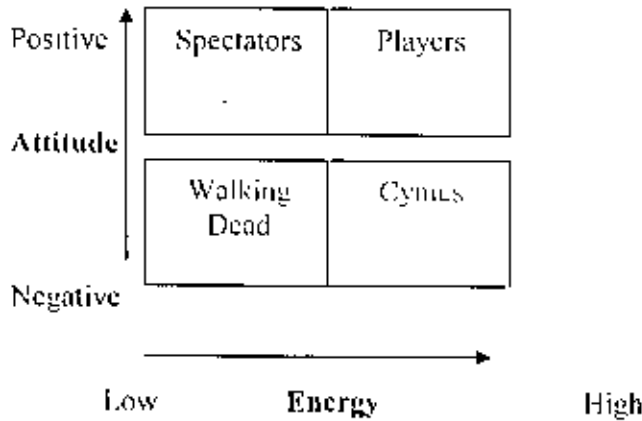 Positive
Spectators
Players
Attitude
Walking
Dead
Cynics
Negative
Low
Energy
High